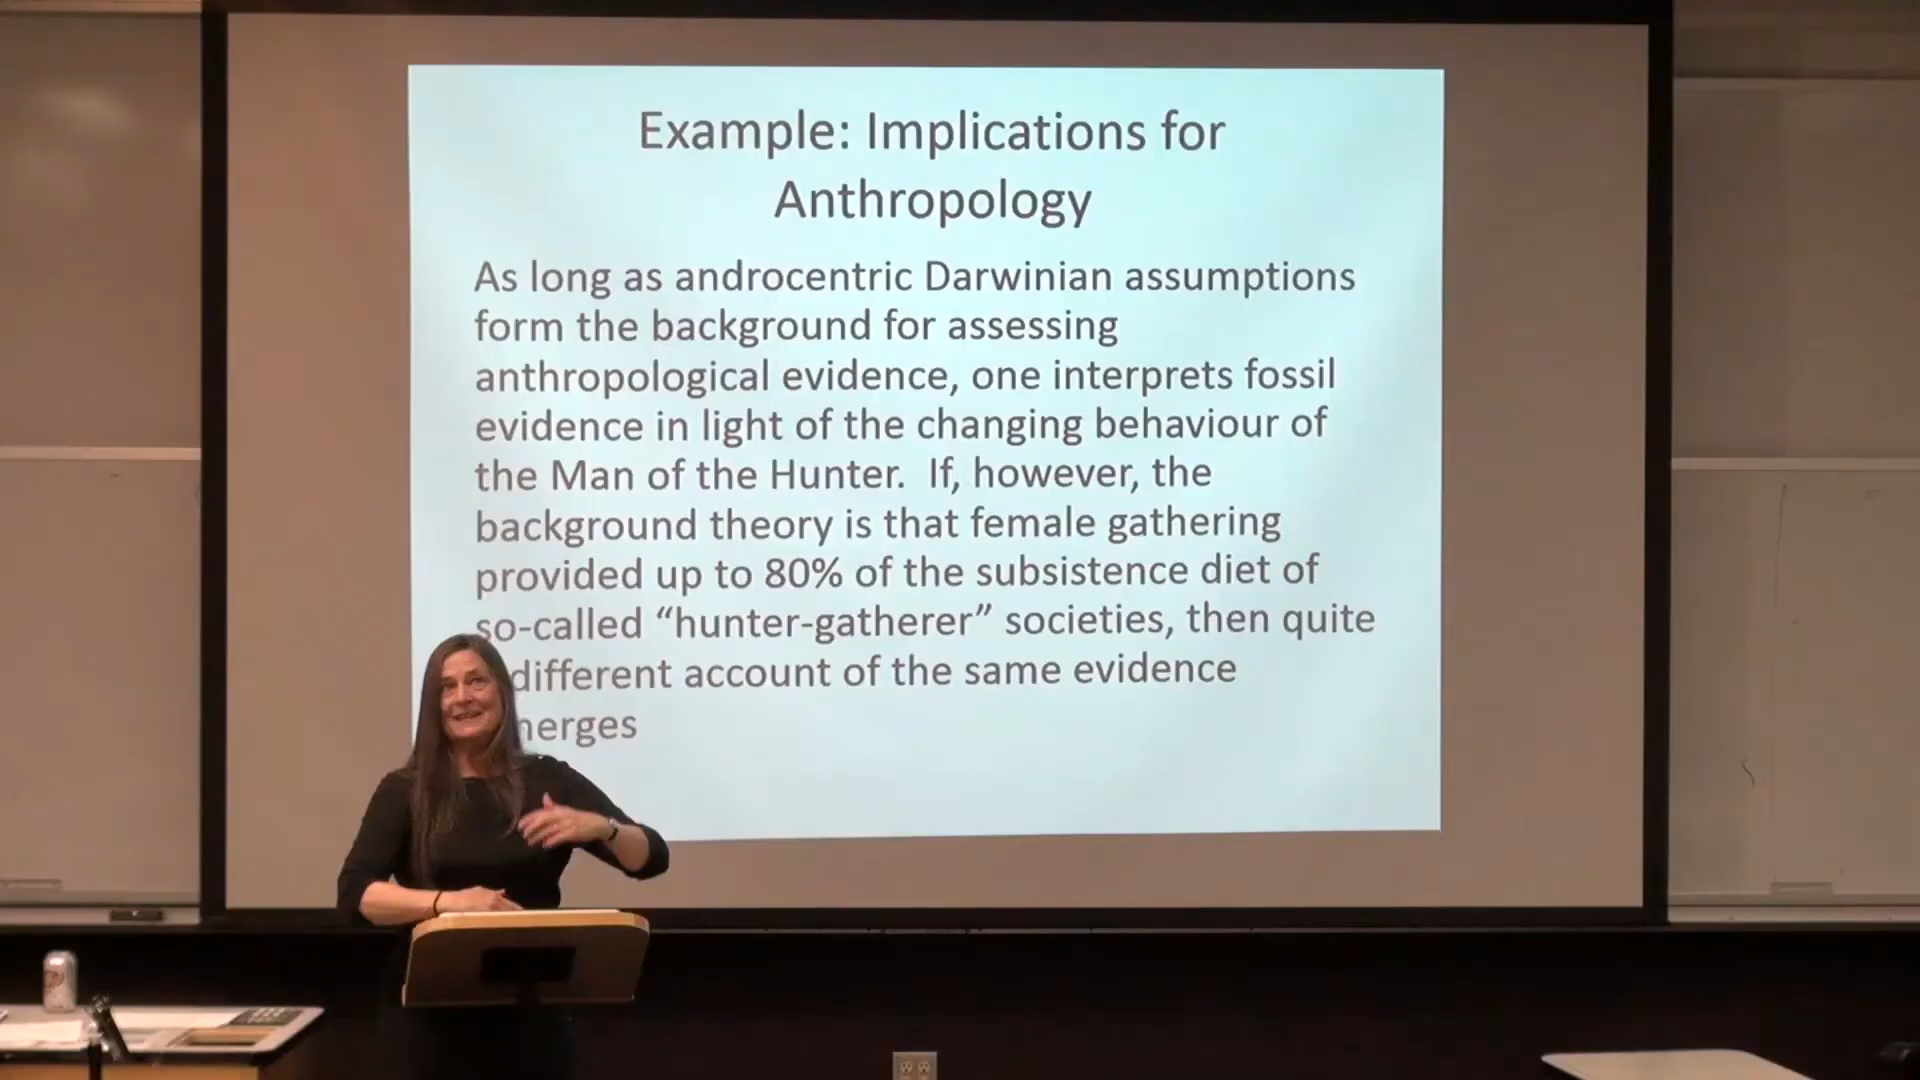 Example: Implications for
Anthropology
As long as androcentric Darwinian assumptions
form the background for assessing
anthropological evidence, one interprets fossil
evidence in light of the changing behaviour of
the Man of the Hunter. If, however, the
background theory is that female gathering
provided up to 80% of the subsistence diet of
so-called “hunter-gatherer” societies, then quite
different account of the same evidence
merges